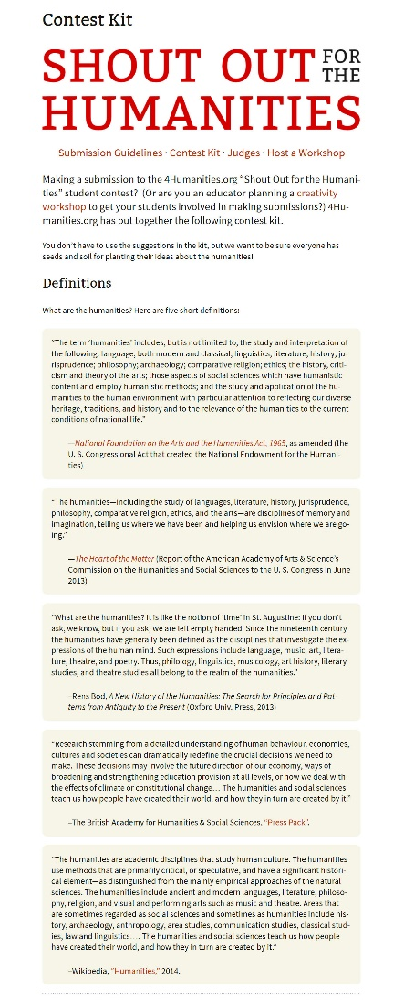 Contest Kit
SHOUT OUT FOR THE
HUMANITIES
Submission Guidelines · Contest Kit · Judges · Host a Workshop
Making a submission to the 4Humanities.org “Shout Out for the Humani-
ties” student contest?  (Or are you an educator planning a creativity
workshop to get your students involved in making submissions?) 4Hu-
manities.org has put together the following contest kit.
You don't have to use the suggestions in the kit, but we want to be sure everyone has
seeds and soil for planting their ideas about the humanities!
Definitions
What are the humanities? Here are five short definitions:
“The term ‘humanities’ includes, but is not limited to, the study and interpretation of
the following: language, both modern and classical; linguistics; literature; history; ju-
risprudence; philosophy; archaeology; comparative religion; ethics; the history, criti-
cism and theory of the arts; those aspects of social sciences which have humanistic
content and employ humanistic methods; and the study and application of the hu-
manities to the human environment with particular attention to reflecting our diverse
heritage, traditions, and history and to the relevance of the humanities to the current
conditions of national life.”
—National Foundation on the Arts and the Humanities Act, 1965, as amended (the
U. S. Congressional Act that created the National Endowment for the Humani-
ties)
“The humanities—including the study of languages, literature, history, jurisprudence,
philosophy, comparative religion, ethics, and the arts—are disciplines of memory and
imagination, telling us where we have been and helping us envision where we are go-
ing.”
—The Heart of the Matter (Report of the American Academy of Arts & Science's
Commission on the Humanities and Social Sciences to the U. S. Congress in June
2013)
“What are the humanities? It is like the notion of ‘time’ in St. Augustine: if you don't
ask, we know, but if you ask, we are left empty handed. Since the nineteenth century
the humanities have generally been defined as the disciplines that investigate the ex-
pressions of the human mind. Such expressions include language, music, art, litera-
ture, theatre, and poetry. Thus, philology, linguistics, musicology, art history, literary
studies, and theatre studies all belong to the realm of the humanities.”
–Rens Bod, A New History of the Humanities: The Search for Principles and Pat-
terns from Antiquity to the Present (Oxford Univ. Press, 2013)
“Research stemming from a detailed understanding of human behaviour, economies,
cultures and societies can dramatically redefine the crucial decisions we need to
make. These decisions may involve the future direction of our economy, ways of
broadening and strengthening education provision at all levels, or how we deal with
the effects of climate or constitutional change… The humanities and social sciences
teach us how people have created their world, and how they in turn are created by it.”
–The British Academy for Humanities & Social Sciences, “Press Pack”.
“The humanities are academic disciplines that study human culture. The humanities
use methods that are primarily critical, or speculative, and have a significant histori-
cal element—as distinguished from the mainly empirical approaches of the natural
sciences. The humanities include ancient and modern languages, literature, philoso-
phy, religion, and visual and performing arts such as music and theatre. Areas that
are sometimes regarded as social sciences and sometimes as humanities include his-
tory, archaeology, anthropology, area studies, communication studies, classical stud-
ies, law and linguistics…. The humanities and social sciences teach us how people
have created their world, and how they in turn are created by it.”
–Wikipedia, “Humanities,” 2014.